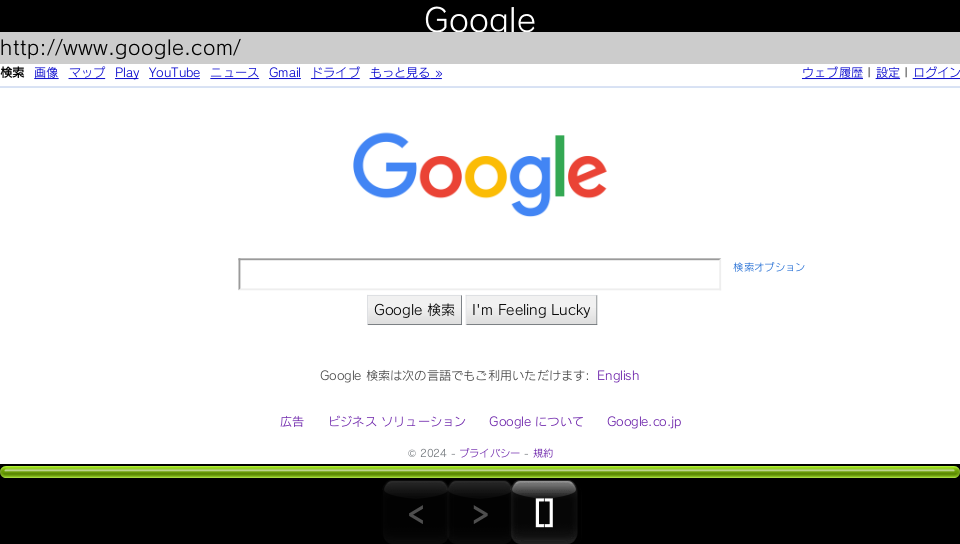 Google
http://www.google.com/
検索 画像 マップ Play YouTube ニュース Gmail ドライブ もっと見る » ウェブ履歴 | 設定 | ログイン
Google
検索オプション
Google 検索 I'm Feeling Lucky
Google 検索は次の言語でもご利用いただけます: English
広告 ビジネス ソリューション Google について Google.co.jp
© 2024 - プライバシー - 規約
< > []